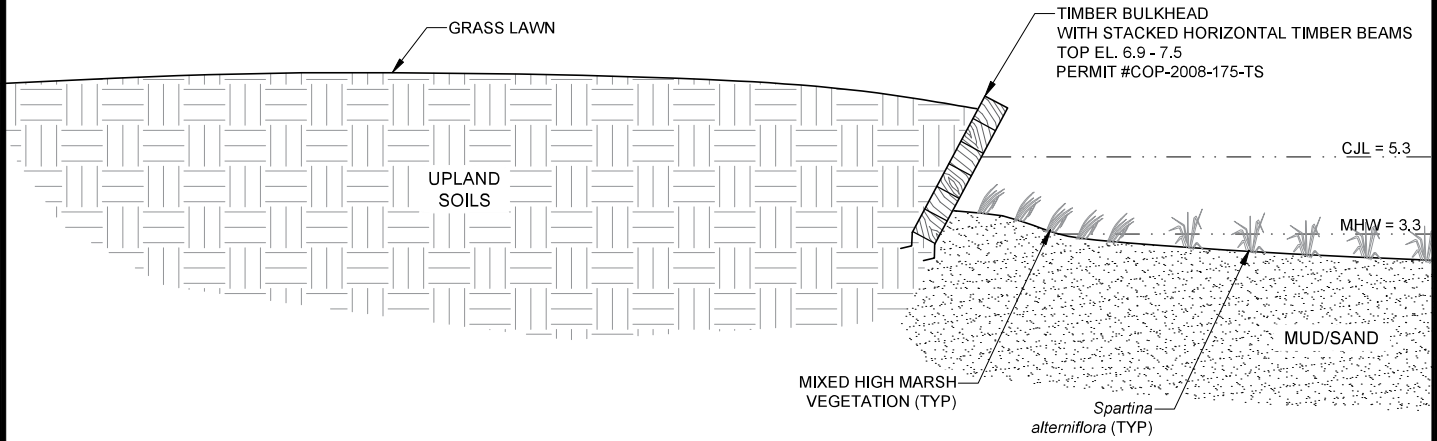 GRASS LAWN
TIMBER BULKHEAD
WITH STACKED HORIZONTAL TIMBER BEAMS
TOP EL. 6.9 - 7.5
PERMIT #COP-2008-175-TS
CJL = 5.3
UPLAND
SOILS
MHW = 3.3
MUD/SAND
MIXED HIGH MARSH
VEGETATION (TYP)
Spartina
alterniflora (TYP)